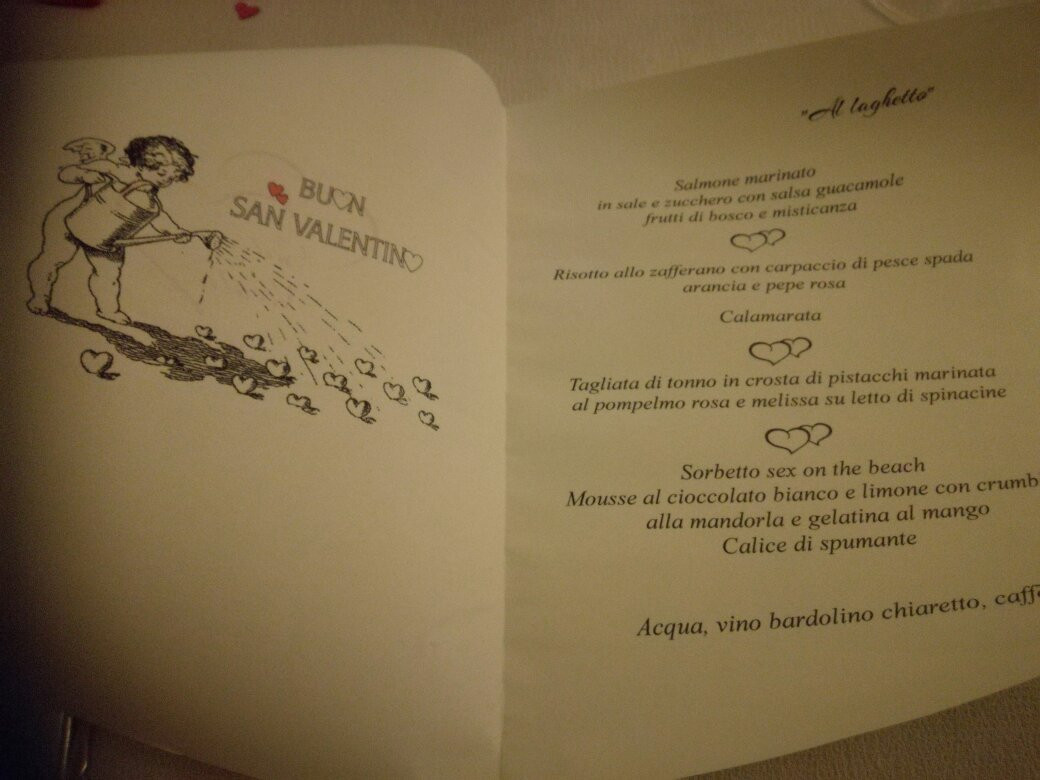 BUON
SAN VALENTINO
"Al laghetto"
Salmone marinato
in sale e zucchero con salsa guacamole
frutti di bosco e misticanza
Risotto allo zafferano con carpaccio di pesce spada
arancia e pepe rosa
Calamarata
Tagliata di tonno in crosta di pistacchi marinata
al pompelmo rosa e melissa su letto di spinacine
Sorbetto sex on the beach
Mousse al cioccolato bianco e limone con
alla mandorla e gelatina al mango
Calice di spumante
Acqua, vino bardolino chiaretto,